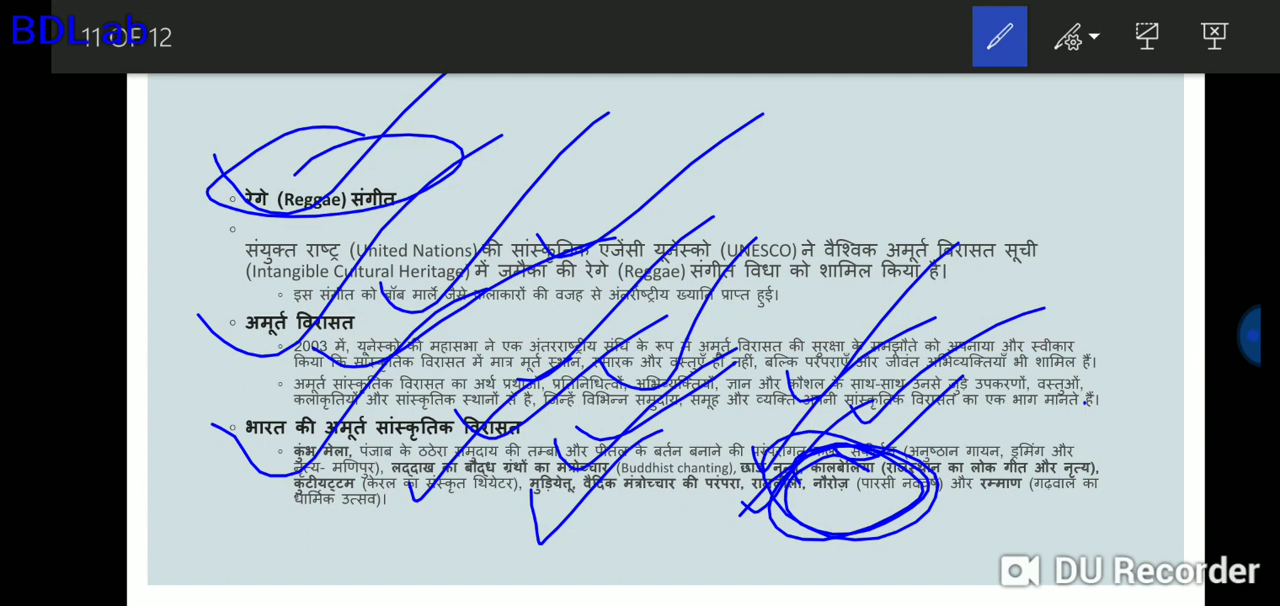 BDLab
11 OF 12
रेगे (Reggae) संगीत
संयुक्त राष्ट्र (United Nations) की सांस्कृतिक एजेंसी यूनेस्को (UNESCO) ने वैश्विक अमूर्त विरासत सूची
(Intangible Cultural Heritage) में जमैका की रेगे (Reggae) संगीत विधा को शामिल किया है।
इस संगीत को बॉब मार्ले जैसे कलाकारों की वजह से अंतर्राष्ट्रीय ख्याति प्राप्त हुई।
अमूर्त विरासत
2003 में, यूनेस्को की महासभा ने एक अंतरराष्ट्रीय संधि के रूप में अमूर्त विरासत की सुरक्षा के समझौते को अपनाया और स्वीकार
किया कि सांस्कृतिक विरासत में मात्र मूर्त स्थान, स्मारक और वस्तुएँ ही नहीं, बल्कि परंपराएँ और जीवंत अभिव्यक्तियाँ भी शामिल हैं।
अमूर्त सांस्कृतिक विरासत का अर्थ प्रथाओं, प्रतिनिधित्वों, अभिव्यक्तियों, ज्ञान और कौशल के साथ-साथ उनसे जुड़े उपकरणों, वस्तुओं,
कलाकृतियों और सांस्कृतिक स्थानों से है, जिन्हें विभिन्न समुदाय, समूह और व्यक्ति अपनी सांस्कृतिक विरासत का एक भाग मानते हैं।
भारत की अमूर्त सांस्कृतिक विरासत
कुंभ मेला, पंजाब के ठठेरा समुदाय की तम्बा और पीतल के बर्तन बनाने की परंपरागत कला, संकीर्तन (अनुष्ठान गायन, ड्रमिंग और
नृत्य- मणिपुर), लद्दाख का बौद्ध ग्रंथों का मंत्रोच्चार (Buddhist chanting), छाऊ नृत्य, कालबेलिया (राजस्थान का लोक गीत और नृत्य),
कुटीयट्टम (केरल का संस्कृत थियेटर), मुड़ियेत्तू, वैदिक मंत्रोच्चार की परंपरा, रामलीला, नौरोज़ (पारसी नववर्ष) और रम्माण (गढ़वाल का
धार्मिक उत्सव)।
DU Recorder